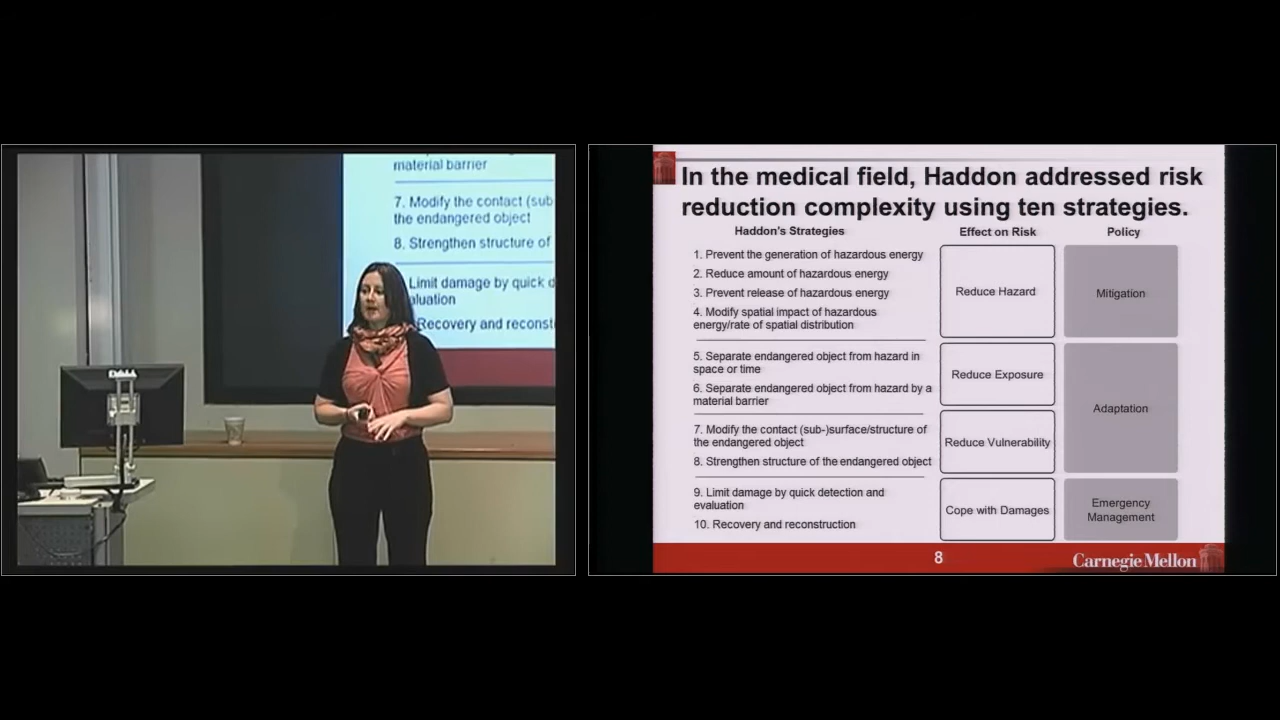 material barrier
7. Modify the contact (sub
the endangered object
8. Strengthen structure of
Limit damage by quick d
aluation
Recovery and reconst
DELL
In the medical field, Haddon addressed risk
reduction complexity using ten strategies.
Haddon's Strategies
Effect on Risk
Policy
1. Prevent the generation of hazardous energy
2. Reduce amount of hazardous energy
3. Prevent release of hazardous energy
4. Modify spatial impact of hazardous
energy/rate of spatial distribution
Reduce Hazard
Mitigation
5. Separate endangered object from hazard in
space or time
6. Separate endangered object from hazard by a
material barrier
Reduce Exposure
Adaptation
7. Modify the contact (sub-)surface/structure of
the endangered object
8. Strengthen structure of the endangered object
Reduce Vulnerability
9. Limit damage by quick detection and
evaluation
10. Recovery and reconstruction
Cope with Damages
Emergency
Management
8
Carnegie Mellon